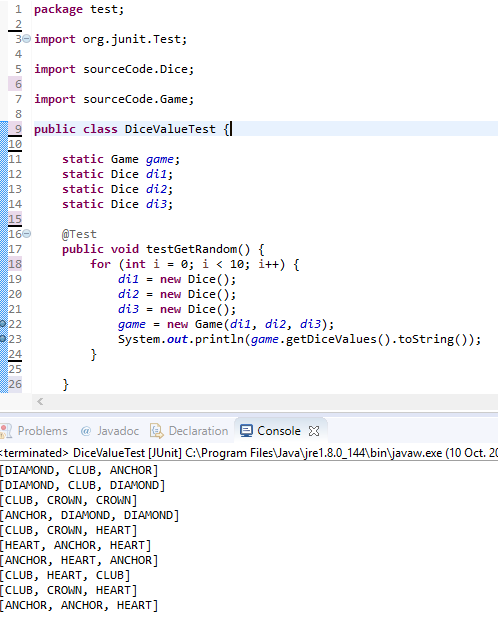 1 package test;
2
3 import org.junit.Test;
4
5 import sourceCode.Dice;
6
7 import sourceCode.Game;
8
9 public class DiceValueTest {
10
11 static Game game;
12 static Dice di1;
13 static Dice di2;
14 static Dice di3;
15
16 @Test
17 public void testGetRandom() {
18 for (int i = 0; i < 10; i++) {
19 di1 = new Dice();
20 di2 = new Dice();
21 di3 = new Dice();
22 game = new Game(di1, di2, di3);
23 System.out.println(game.getDiceValues().toString());
24 }
25
26 }
Problems @ Javadoc Declaration Console
<terminated> DiceValueTest [JUnit] C:\Program Files\Java\jre1.8.0_144\bin\javaw.exe (10 Oct. 20
[DIAMOND, CLUB, ANCHOR]
[DIAMOND, CLUB, DIAMOND]
[CLUB, CROWN, CROWN]
[ANCHOR, DIAMOND, DIAMOND]
[CLUB, CROWN, HEART]
[HEART, ANCHOR, HEART]
[ANCHOR, HEART, ANCHOR]
[CLUB, HEART, CLUB]
[CLUB, CROWN, HEART]
[ANCHOR, ANCHOR, HEART]